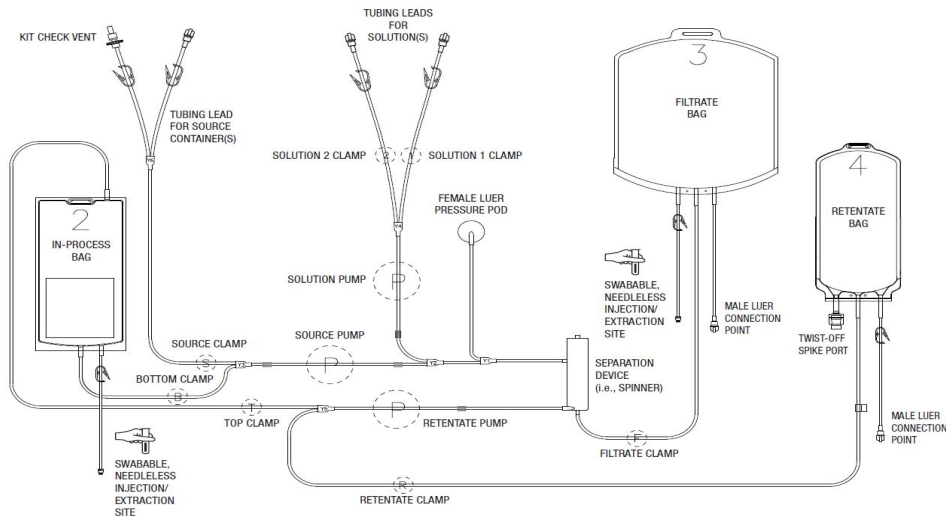 KIT CHECK VENT
TUBING LEAD
FOR SOURCE
CONTAINER(S)
TUBING LEADS
FOR
SOLUTION(S)
SOLUTION 2 CLAMP
2
1
SOLUTION 1 CLAMP
3
FILTRATE
BAG
4
RETENTATE
BAG
2
IN-PROCESS
BAG
FEMALE LUER
PRESSURE POD
SOLUTION PUMP
P
SWABABLE,
NEEDLELESS
INJECTION/
EXTRACTION
SITE
MALE LUER
CONNECTION
POINT
TWIST-OFF
SPIKE PORT
SOURCE CLAMP
S
SOURCE PUMP
P
SEPARATION
DEVICE
(i.e., SPINNER)
BOTTOM CLAMP
B
TOP CLAMP
T
P
RETENTATE PUMP
F
FILTRATE CLAMP
MALE LUER
CONNECTION
POINT
SWABABLE,
NEEDLELESS
INJECTION/
EXTRACTION
SITE
R
RETENTATE CLAMP